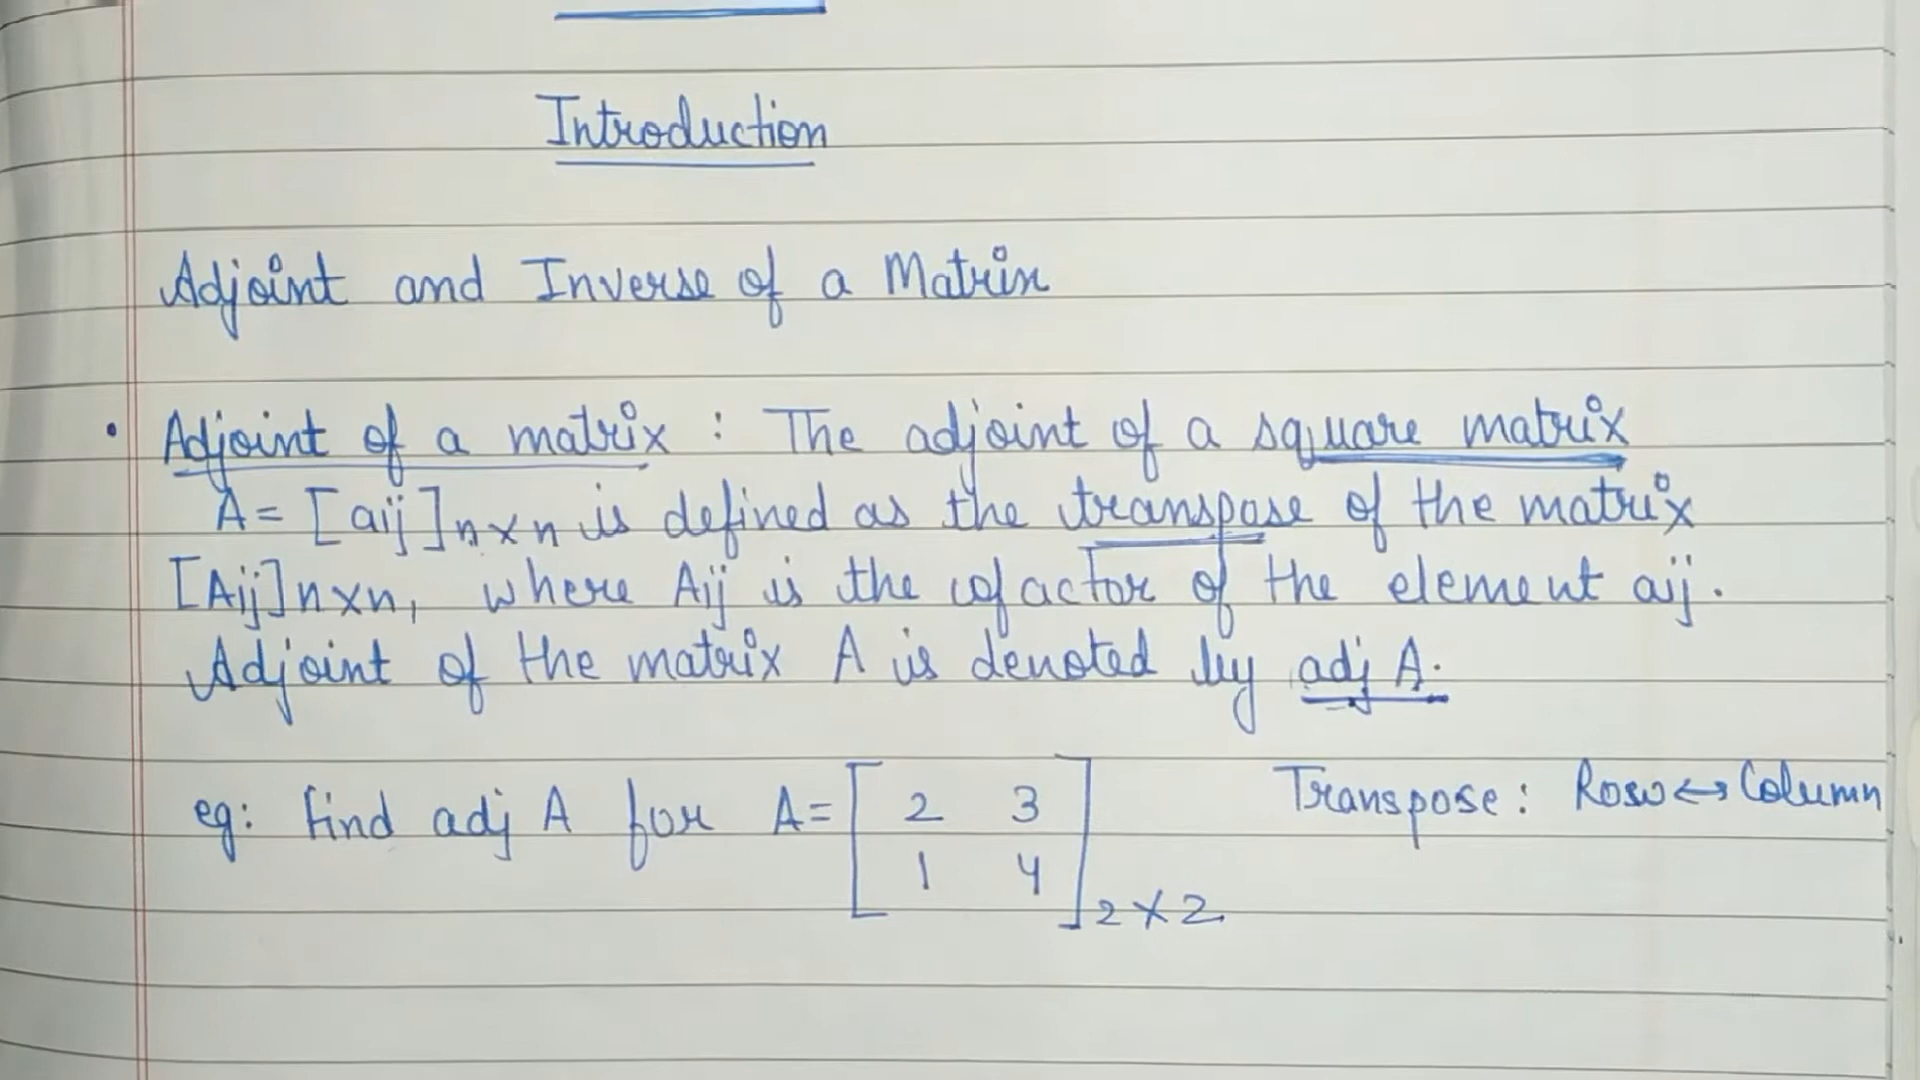 Introduction
Adjoint and Inverse of a Matrix
• Adjoint of a matrix : The adjoint of a square matrix
A = [aij]n×n is defined as the transpose of the matrix
[Aij]n×n, where Aij is the cofactor of the element aij.
Adjoint of the matrix A is denoted by adj A.
eg: find adj A for A = [ 2 3 Transpose : Row ↔ Column
1 4 ]2×2